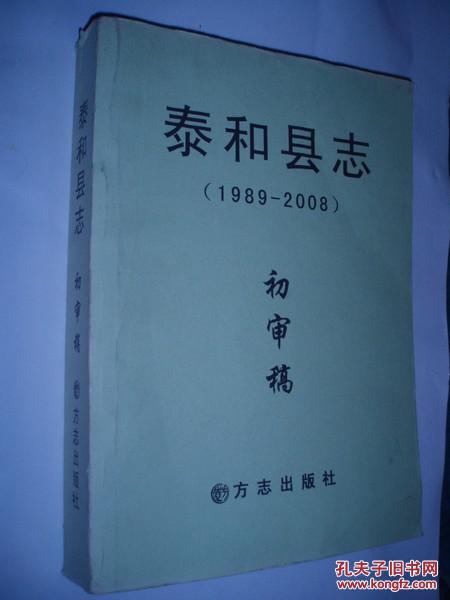 泰和县志
（1989-2008）
初审稿
方志出版社
泰和县志 初审稿 方志出版社
孔夫子旧书网
www.kongfz.com